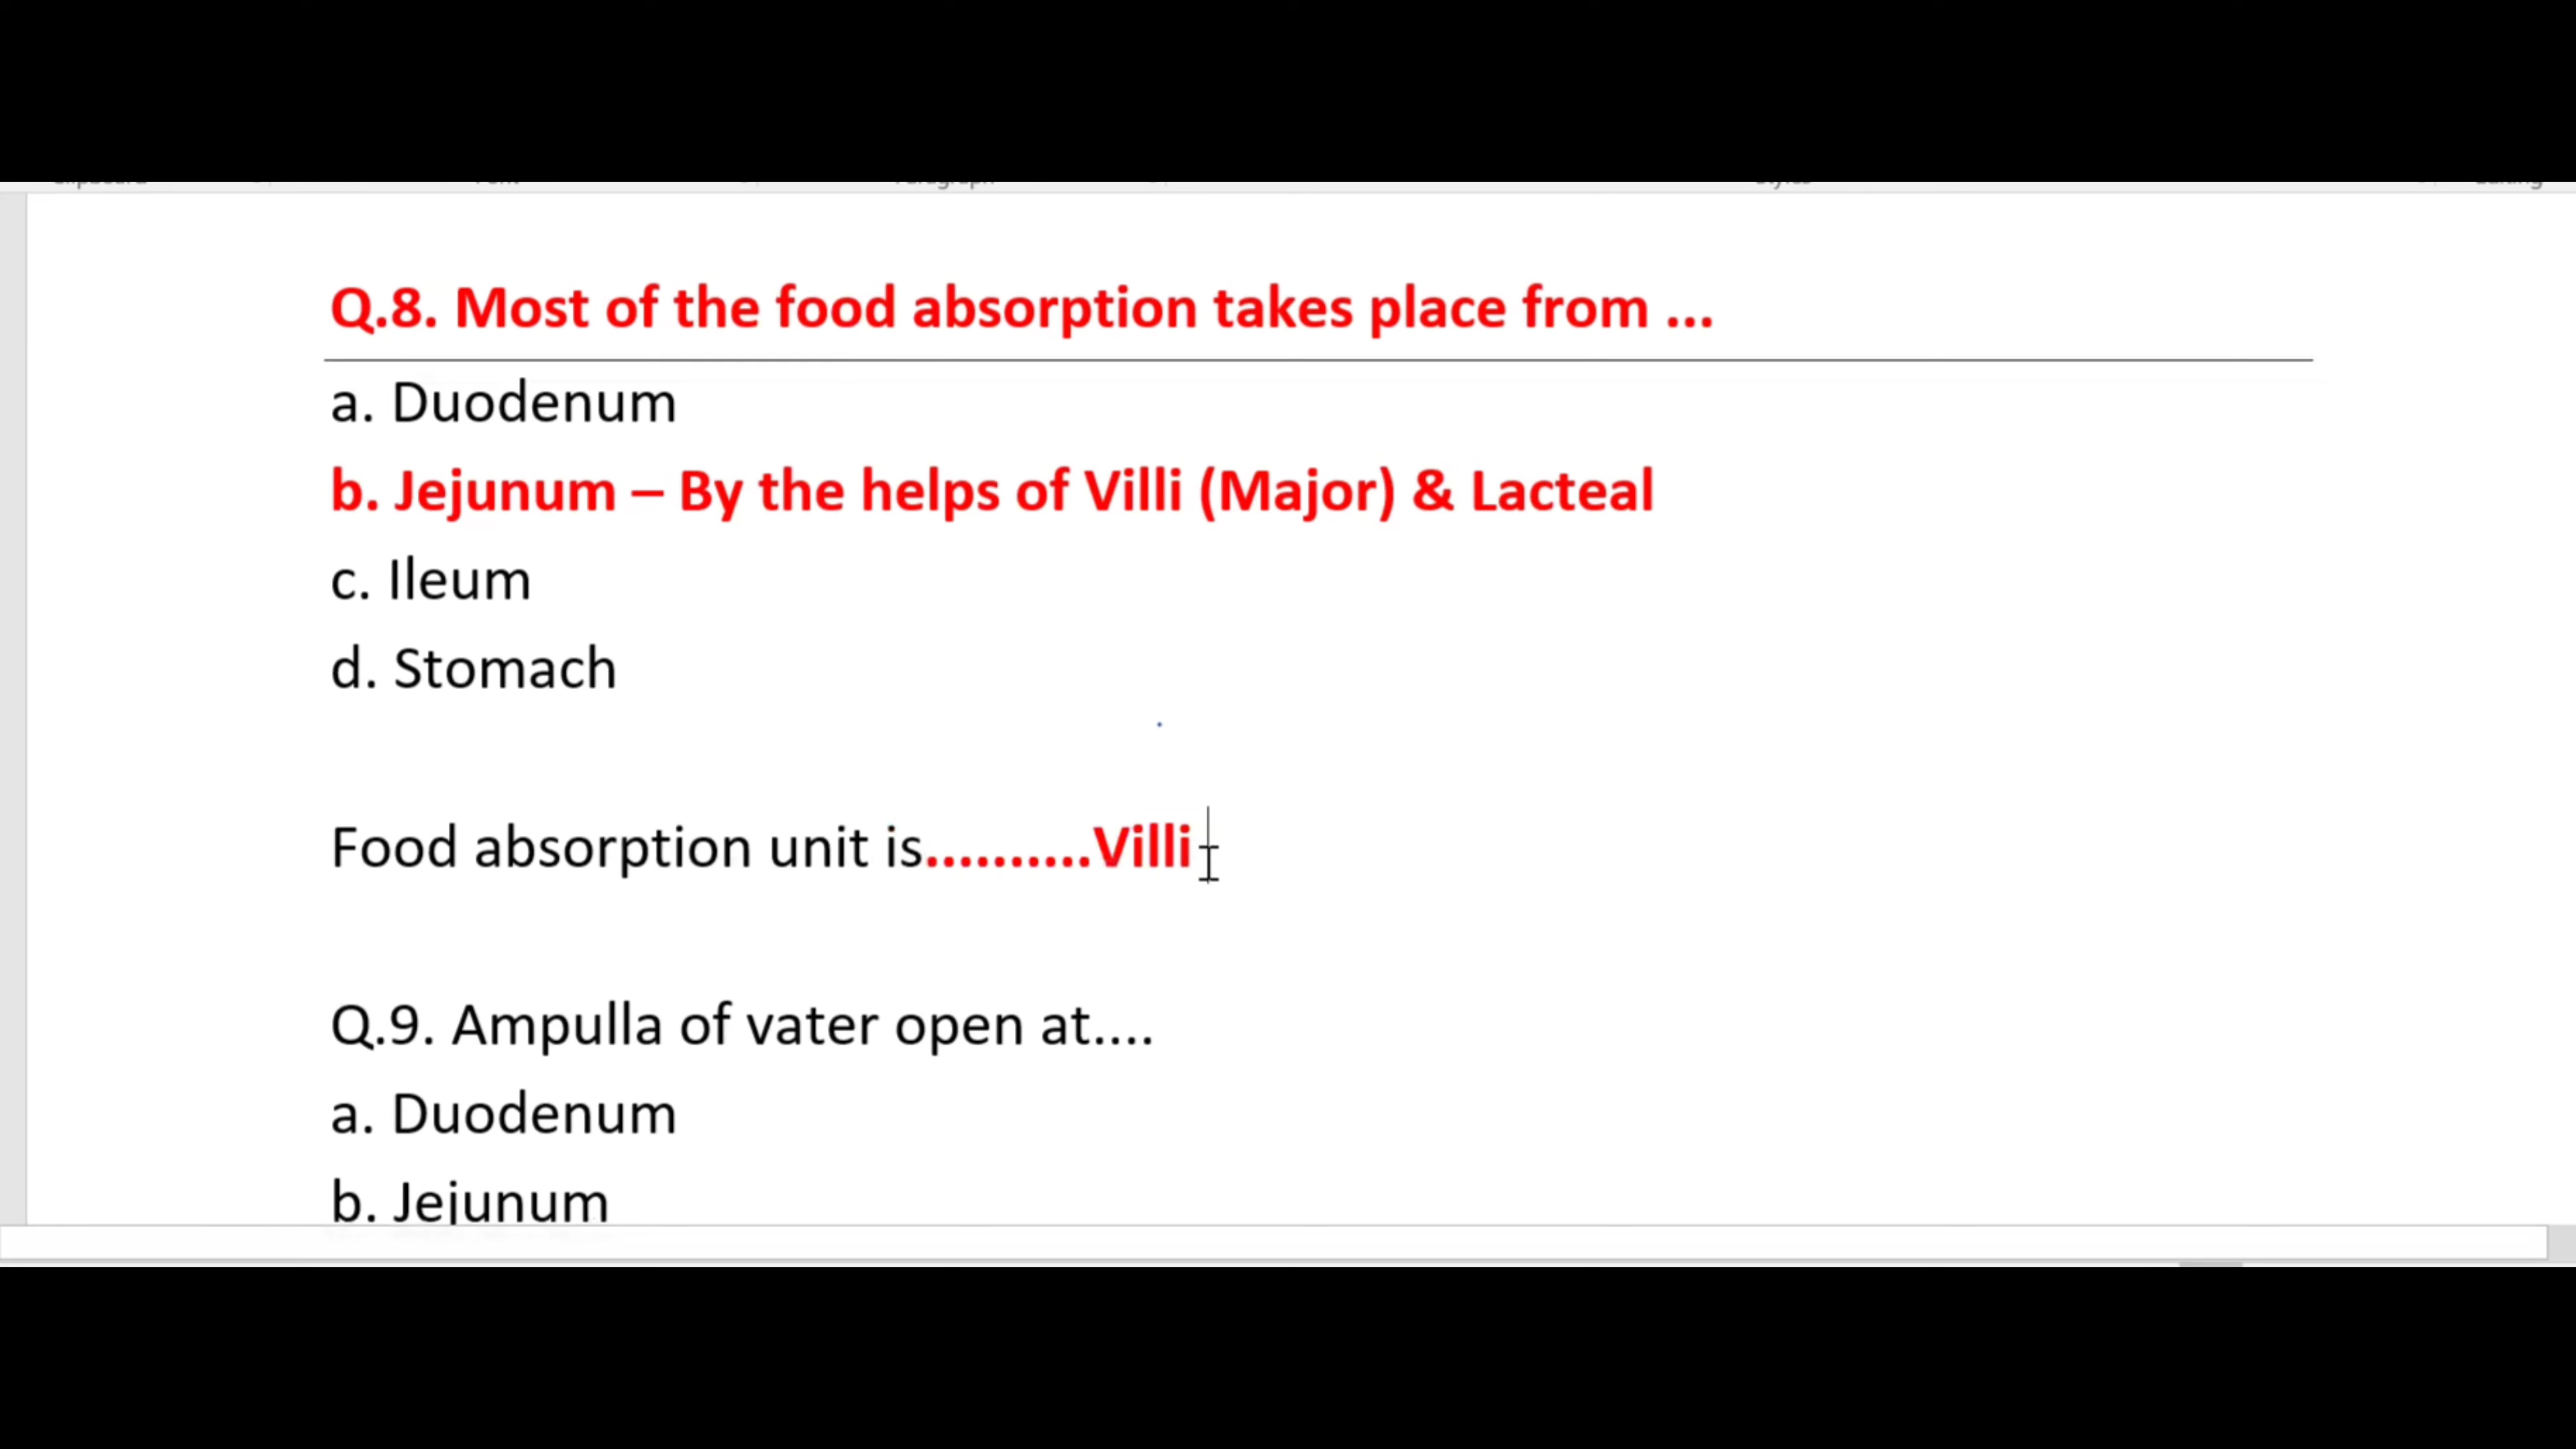 Q.8. Most of the food absorption takes place from ...
a. Duodenum
b. Jejunum – By the helps of Villi (Major) & Lacteal
c. Ileum
d. Stomach
Food absorption unit is..........Villi
Q.9. Ampulla of vater open at....
a. Duodenum
b. Jejunum